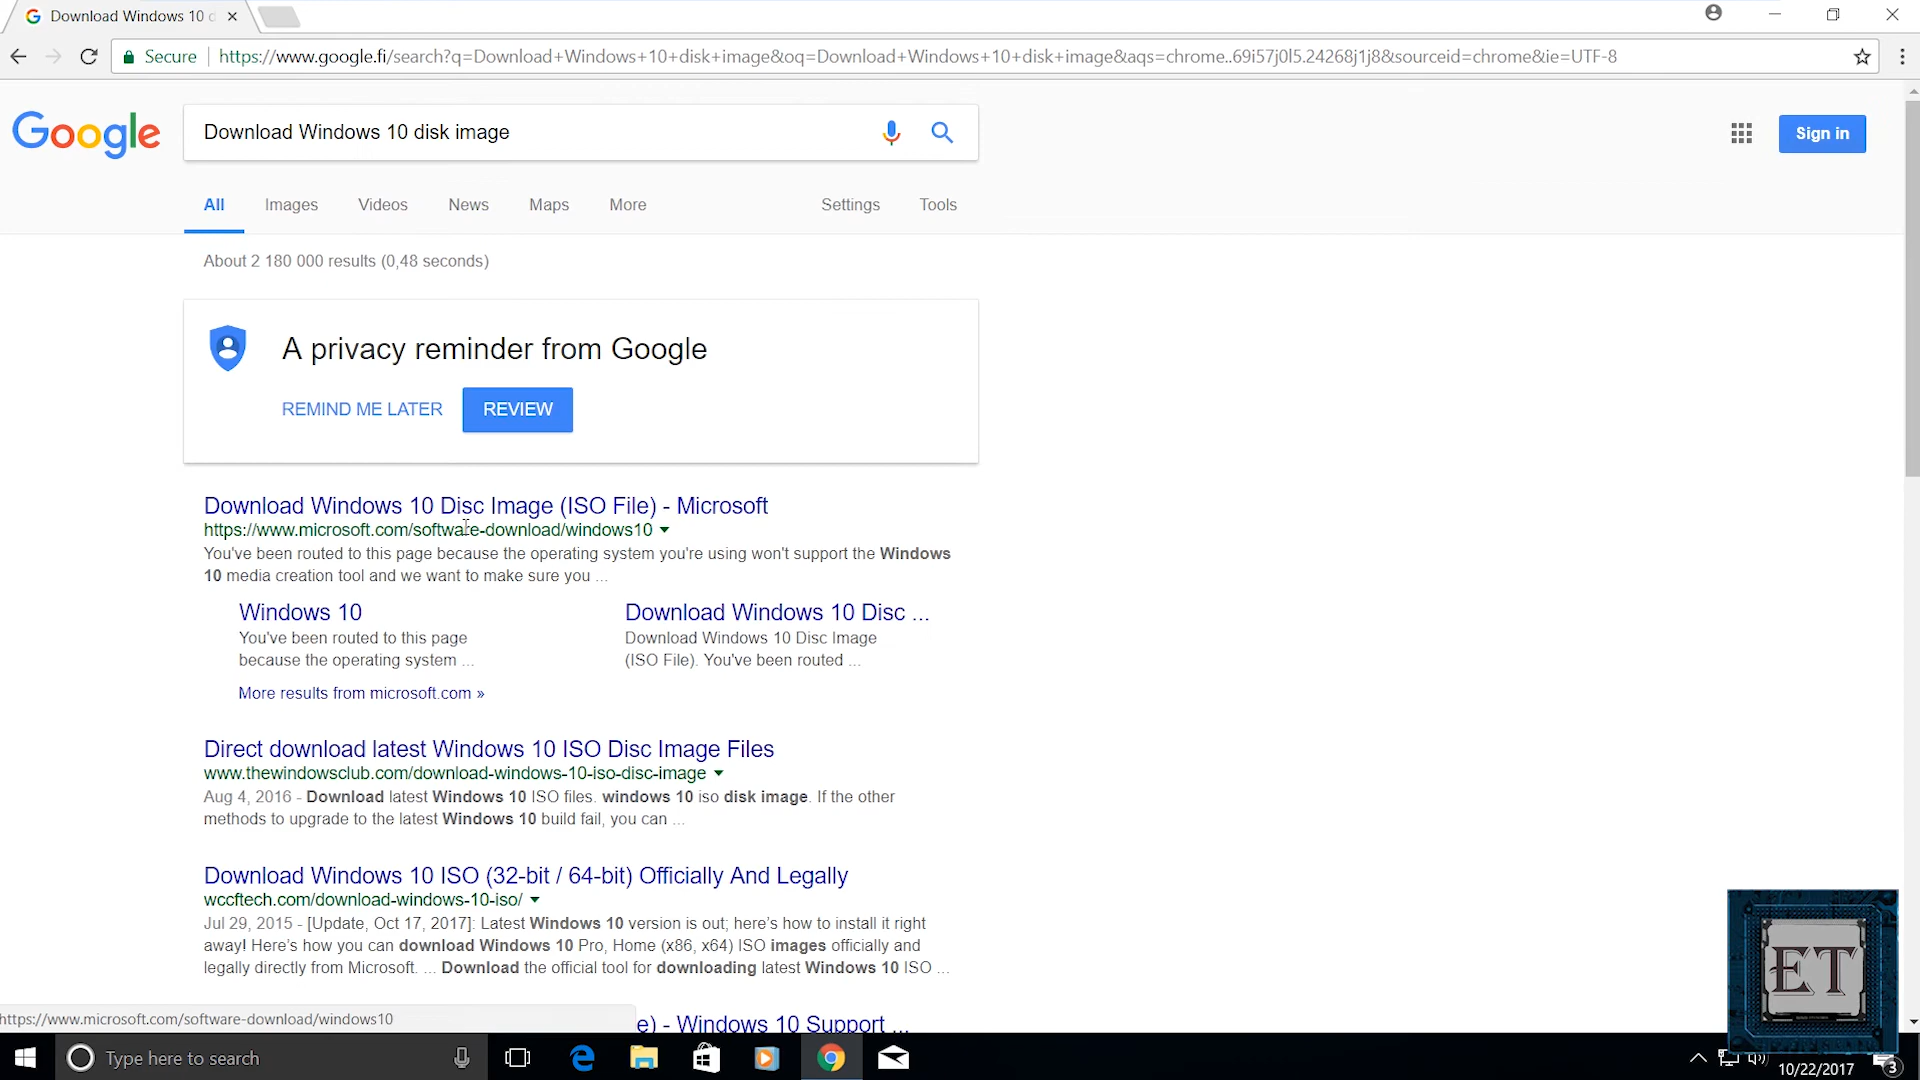 Download Windows 10 d
Secure
https://www.google.fi/search?q=Download+Windows+10+disk+image&oq=Download+Windows+10+disk+image&aqs=chrome..69i57j0l5.24268j1j8&sourceid=chrome&ie=UTF-8
Google
Download Windows 10 disk image
Sign in
All Images Videos News Maps More Settings Tools
About 2 180 000 results (0,48 seconds)
A privacy reminder from Google
REMIND ME LATER REVIEW
Download Windows 10 Disc Image (ISO File) - Microsoft
https://www.microsoft.com/software-download/windows10
You've been routed to this page because the operating system you're using won't support the Windows
10 media creation tool and we want to make sure you ...
Windows 10
You've been routed to this page
because the operating system ...
Download Windows 10 Disc ...
Download Windows 10 Disc Image
(ISO File). You've been routed ...
More results from microsoft.com »
Direct download latest Windows 10 ISO Disc Image Files
www.thewindowsclub.com/download-windows-10-iso-disc-image
Aug 4, 2016 - Download latest Windows 10 ISO files. windows 10 iso disk image. If the other
methods to upgrade to the latest Windows 10 build fail, you can ...
Download Windows 10 ISO (32-bit / 64-bit) Officially And Legally
wccftech.com/download-windows-10-iso/
Jul 29, 2015 - [Update, Oct 17, 2017]: Latest Windows 10 version is out; here's how to install it right
away! Here's how you can download Windows 10 Pro, Home (x86, x64) ISO images officially and
legally directly from Microsoft. ... Download the official tool for downloading latest Windows 10 ISO ...
e) - Windows 10 Support ...
https://www.microsoft.com/software-download/windows10
ET
Type here to search
10/22/2017
3